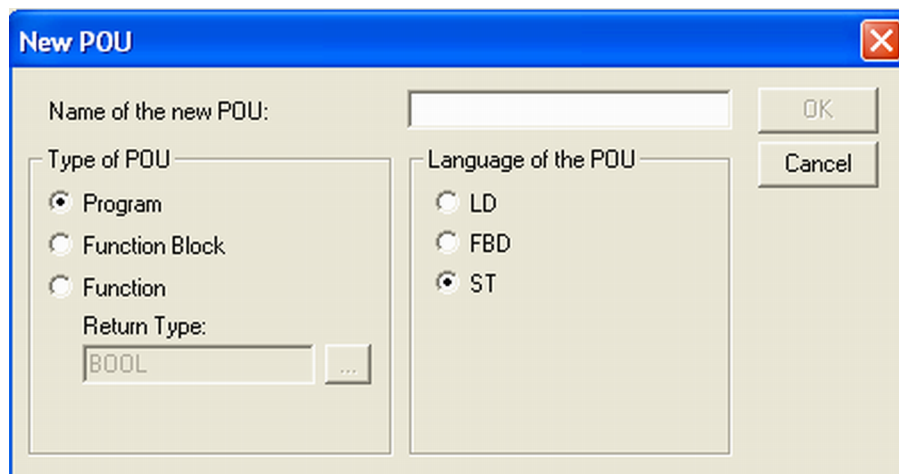 New POU
Name of the new POU:
OK
Cancel
Type of POU
Program
Function Block
Function
Return Type:
BOOL
...
Language of the POU
LD
FBD
ST